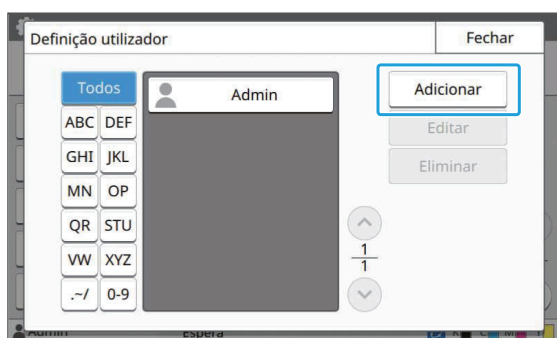 Definição utilizador
Fechar
Todos
Admin
Adicionar
ABC DEF
Editar
GHI JKL
Eliminar
MN OP
QR STU
VW XYZ
1
1
.~/ 0-9
Admin
Espera
K C M Y